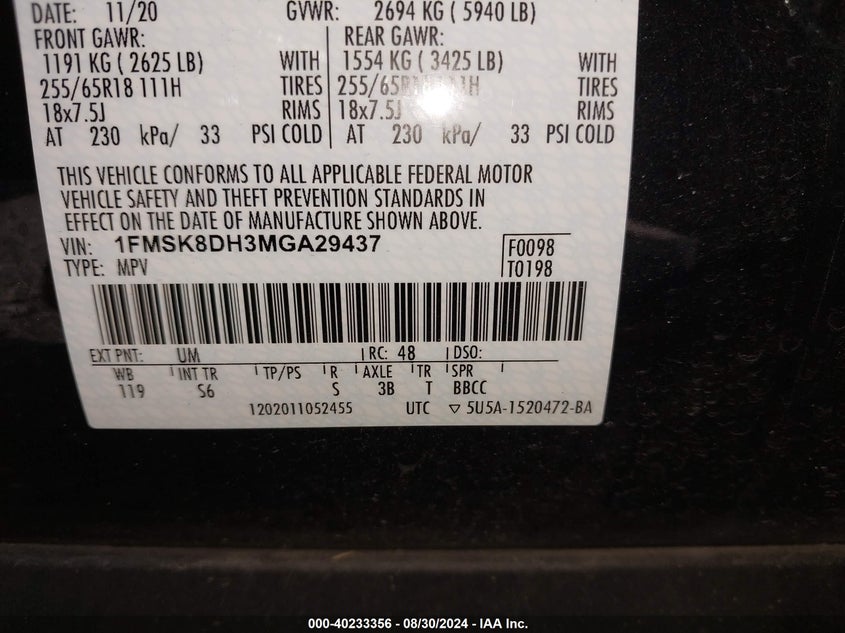 DATE: 11/20 GVWR: 2694 KG ( 5940 LB)
FRONT GAWR: REAR GAWR:
1191 KG ( 2625 LB) WITH 1554 KG ( 3425 LB) WITH
255/65R18 111H TIRES 255/65R18 111H TIRES
18x7.5J RIMS 18x7.5J RIMS
AT 230 kPa/ 33 PSI COLD AT 230 kPa/ 33 PSI COLD
THIS VEHICLE CONFORMS TO ALL APPLICABLE FEDERAL MOTOR
VEHICLE SAFETY AND THEFT PREVENTION STANDARDS IN
EFFECT ON THE DATE OF MANUFACTURE SHOWN ABOVE.
VIN: 1FMSK8DH3MGA29437 F0098
TYPE: MPV T0198
EXT PNT: UM RC: 48 DSO:
WB INT TR TP/PS R AXLE TR SPR
119 S6 S 3B T BBCC
1202011052455 UTC ▽ 5U5A-1520472-BA
000-40233356 - 08/30/2024 - IAA Inc.